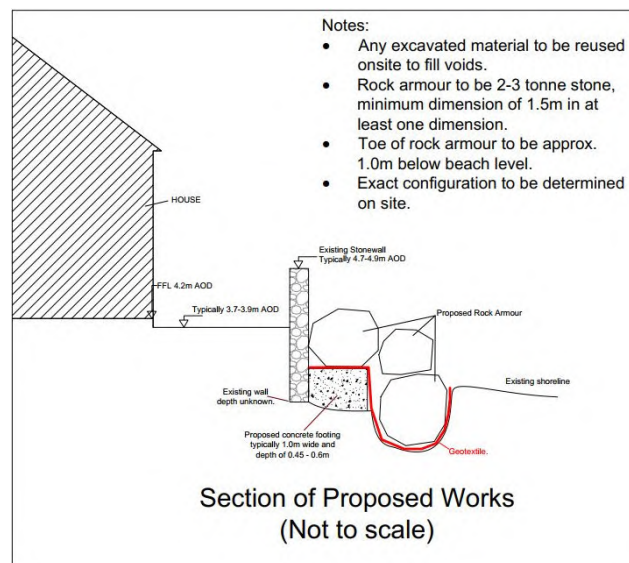 Notes:
• Any excavated material to be reused
onsite to fill voids.
• Rock armour to be 2-3 tonne stone,
minimum dimension of 1.5m in at
least one dimension.
• Toe of rock armour to be approx.
1.0m below beach level.
• Exact configuration to be determined
on site.
HOUSE
Existing Stonewall
Typically 4.7-4.9m AOD
FFL 4.2m AOD
Typically 3.7-3.9m AOD
Proposed Rock Armour
Existing shoreline
Existing wall
depth unknown.
Proposed concrete footing
typically 1.0m wide and
depth of 0.45 - 0.6m
Geotextile.
Section of Proposed Works
(Not to scale)